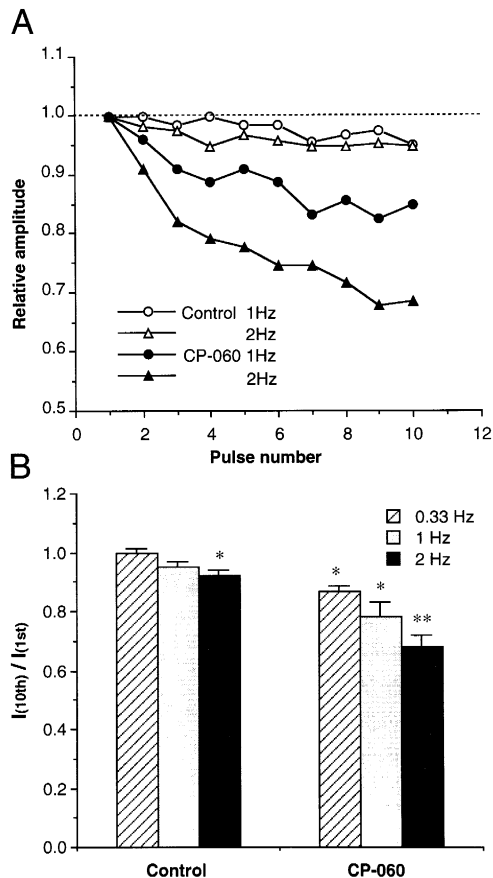 A
1.1
1.0
0.9
0.8
0.7
0.6
0.5
Relative amplitude
Control 1Hz
2Hz
CP-060 1Hz
2Hz
0 2 4 6 8 10 12
Pulse number
B
1.2
1.0
0.8
0.6
0.4
0.2
0.0
I(10th) / I(1st)
0.33 Hz
1 Hz
2 Hz
*
*
*
**
Control CP-060